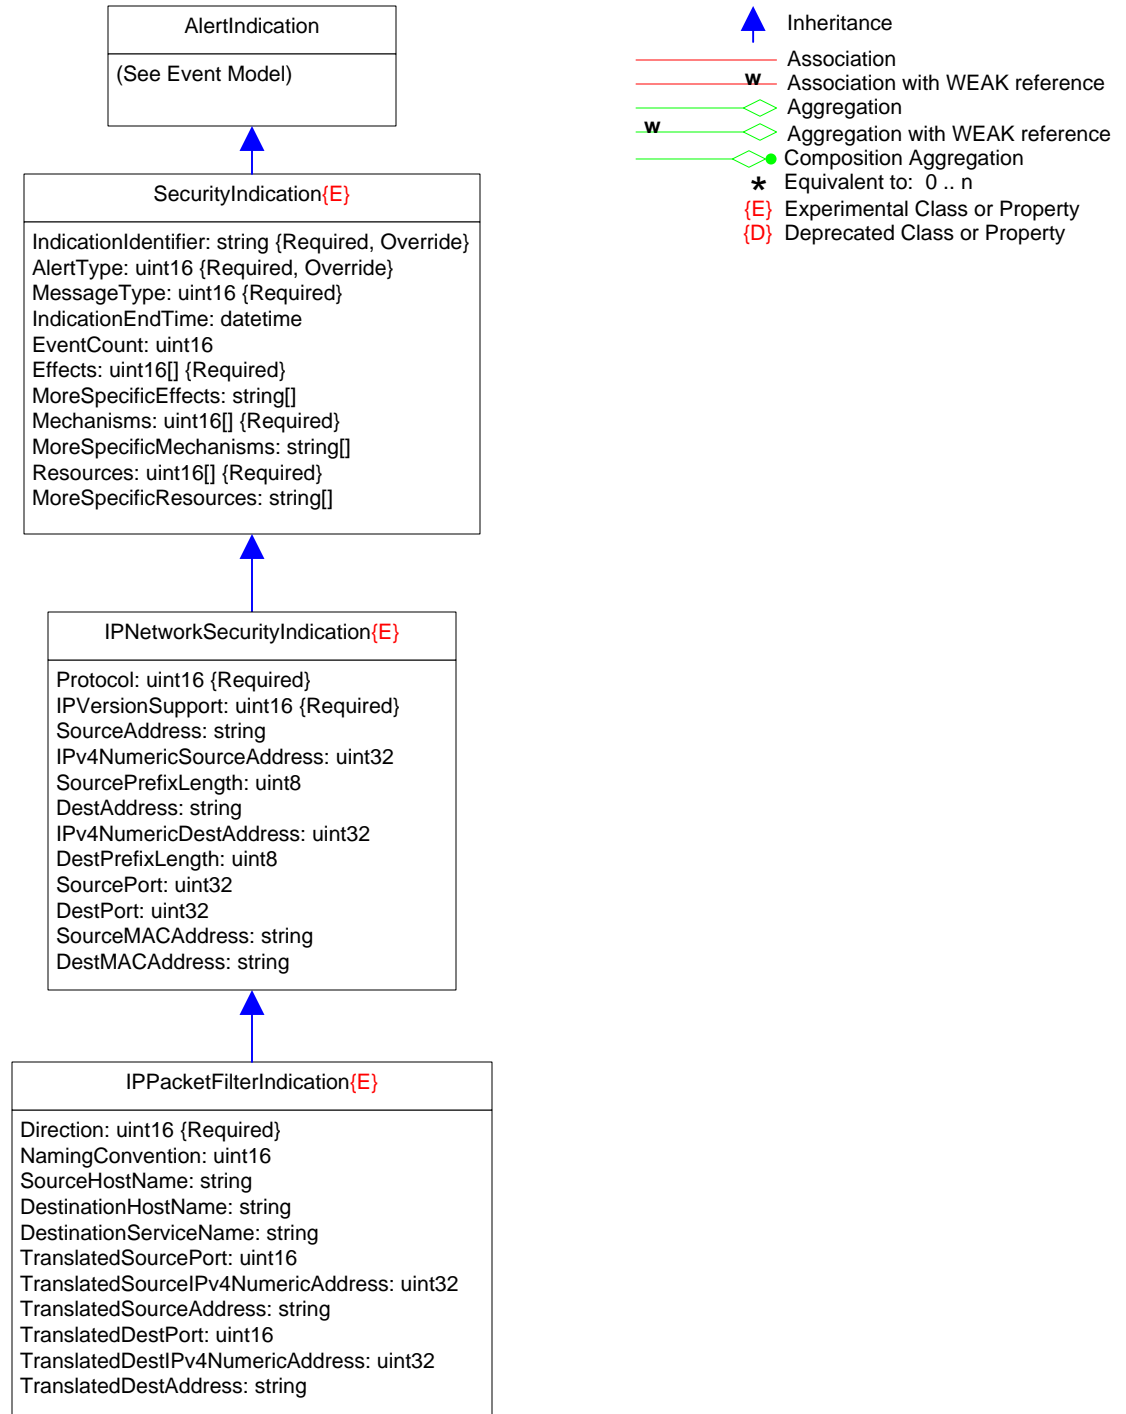 AlertIndication
(See Event Model)
SecurityIndication{E}
IndicationIdentifier: string {Required, Override}
AlertType: uint16 {Required, Override}
MessageType: uint16 {Required}
IndicationEndTime: datetime
EventCount: uint16
Effects: uint16[] {Required}
MoreSpecificEffects: string[]
Mechanisms: uint16[] {Required}
MoreSpecificMechanisms: string[]
Resources: uint16[] {Required}
MoreSpecificResources: string[]
IPNetworkSecurityIndication{E}
Protocol: uint16 {Required}
IPVersionSupport: uint16 {Required}
SourceAddress: string
IPv4NumericSourceAddress: uint32
SourcePrefixLength: uint8
DestAddress: string
IPv4NumericDestAddress: uint32
DestPrefixLength: uint8
SourcePort: uint32
DestPort: uint32
SourceMACAddress: string
DestMACAddress: string
IPPacketFilterIndication{E}
Direction: uint16 {Required}
NamingConvention: uint16
SourceHostName: string
DestinationHostName: string
DestinationServiceName: string
TranslatedSourcePort: uint16
TranslatedSourceIPv4NumericAddress: uint32
TranslatedSourceAddress: string
TranslatedDestPort: uint16
TranslatedDestIPv4NumericAddress: uint32
TranslatedDestAddress: string
Inheritance
Association
w Association with WEAK reference
Aggregation
w Aggregation with WEAK reference
Composition Aggregation
* Equivalent to: 0 .. n
{E} Experimental Class or Property
{D} Deprecated Class or Property